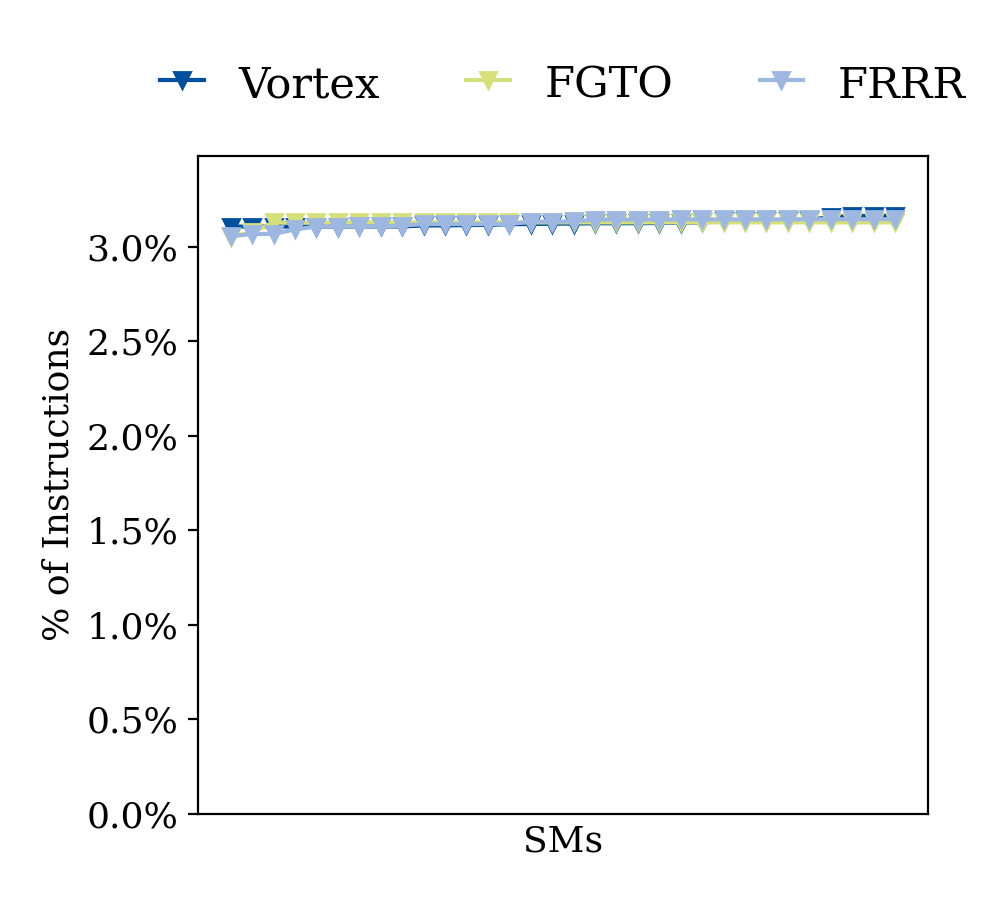 Vortex FGTO FRRR
3.0%
2.5%
2.0%
1.5%
1.0%
0.5%
0.0%
% of Instructions
SMs